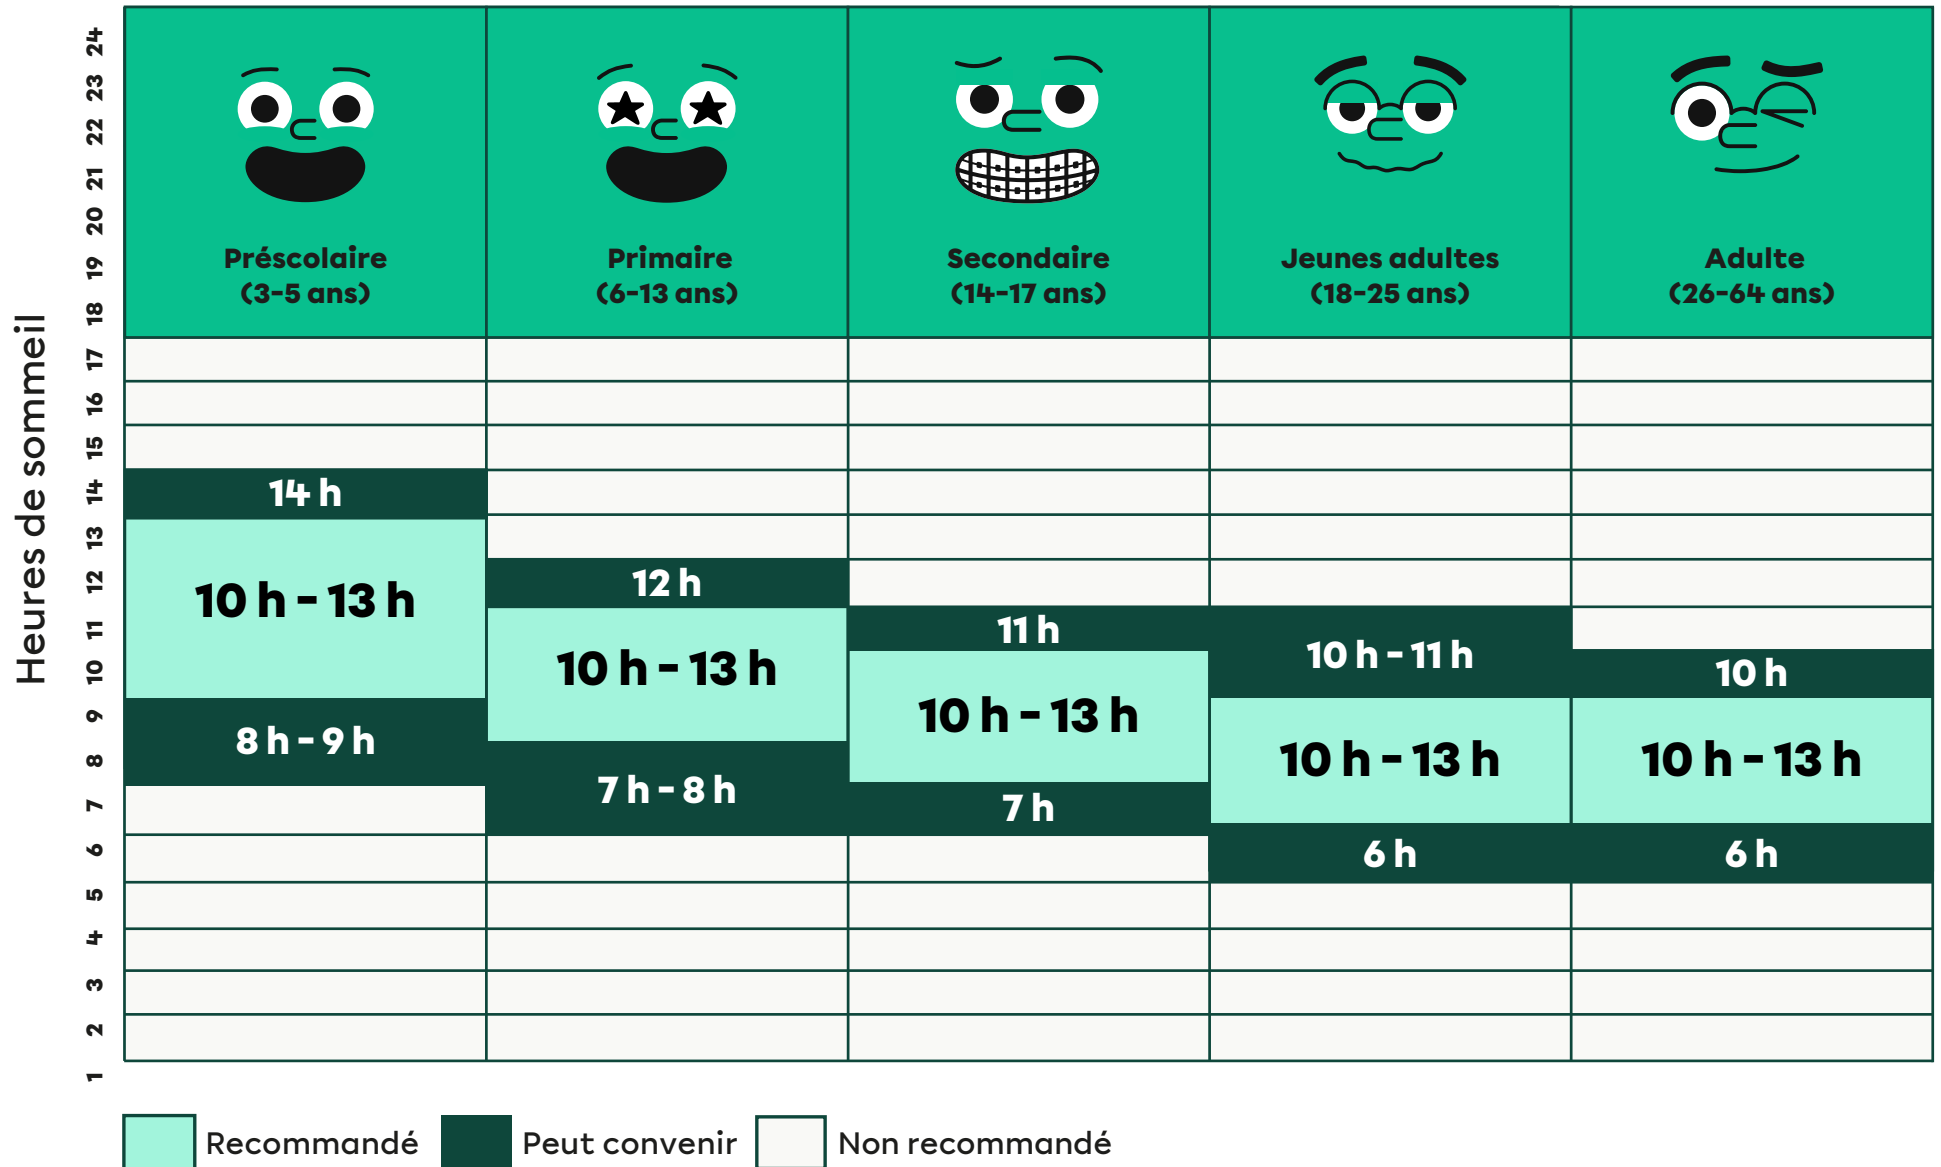 Heures de sommeil
24
23
22
21
20
19
18
17
16
15
14
13
12
11
10
9
8
7
6
5
4
3
2
1
Préscolaire
(3-5 ans)
Primaire
(6-13 ans)
Secondaire
(14-17 ans)
Jeunes adultes
(18-25 ans)
Adulte
(26-64 ans)
14 h
10 h - 13 h
8 h - 9 h
12 h
10 h - 13 h
7 h - 8 h
11 h
10 h - 13 h
7 h
10 h - 11 h
10 h - 13 h
6 h
10 h
10 h - 13 h
6 h
Recommandé
Peut convenir
Non recommandé